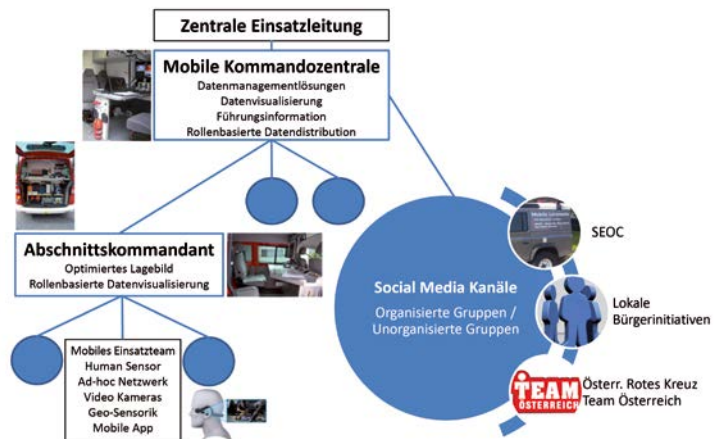 Zentrale Einsatzleitung
Mobile Kommandozentrale
Datenmanagementlösungen
Datenvisualisierung
Führungsinformation
Rollenbasierte Datendistribution
Abschnittskommandant
Optimiertes Lagebild
Rollenbasierte Datenvisualisierung
Mobiles Einsatzteam
Human Sensor
Ad-hoc Netzwerk
Video Kameras
Geo-Sensorik
Mobile App
Social Media Kanäle
Organisierte Gruppen /
Unorganisierte Gruppen
SEOC
Lokale
Bürgerinitiativen
TEAM
ÖSTERREICH
Österr. Rotes Kreuz
Team Österreich